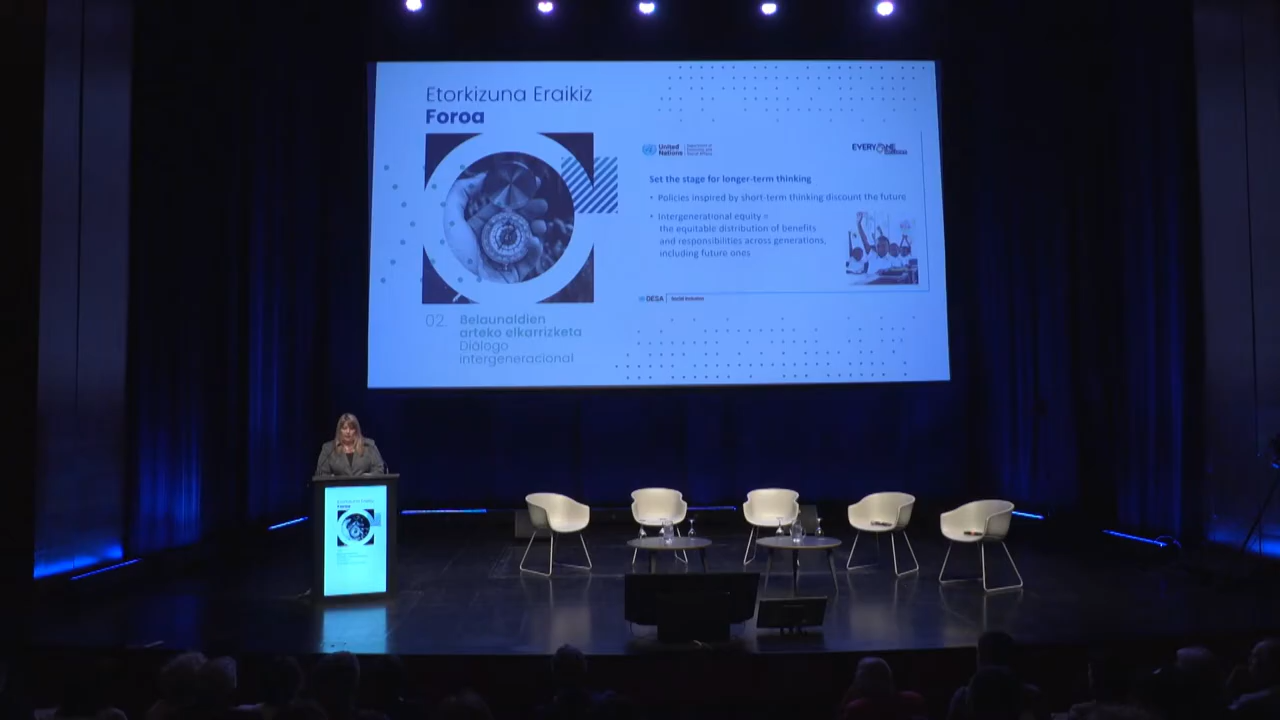 Etorkizuna Eraikiz
Foroa
02. Belaunaldien
arteko elkarrizketa
Diálogo
intergeneracional
United
Nations
EVERYONE
Set the stage for longer-term thinking
• Policies inspired by short-term thinking discount the future
• Intergenerational equity =
the equitable distribution of benefits
and responsibilities across generations,
including future ones
DESA
Social Inclusion
Foroa